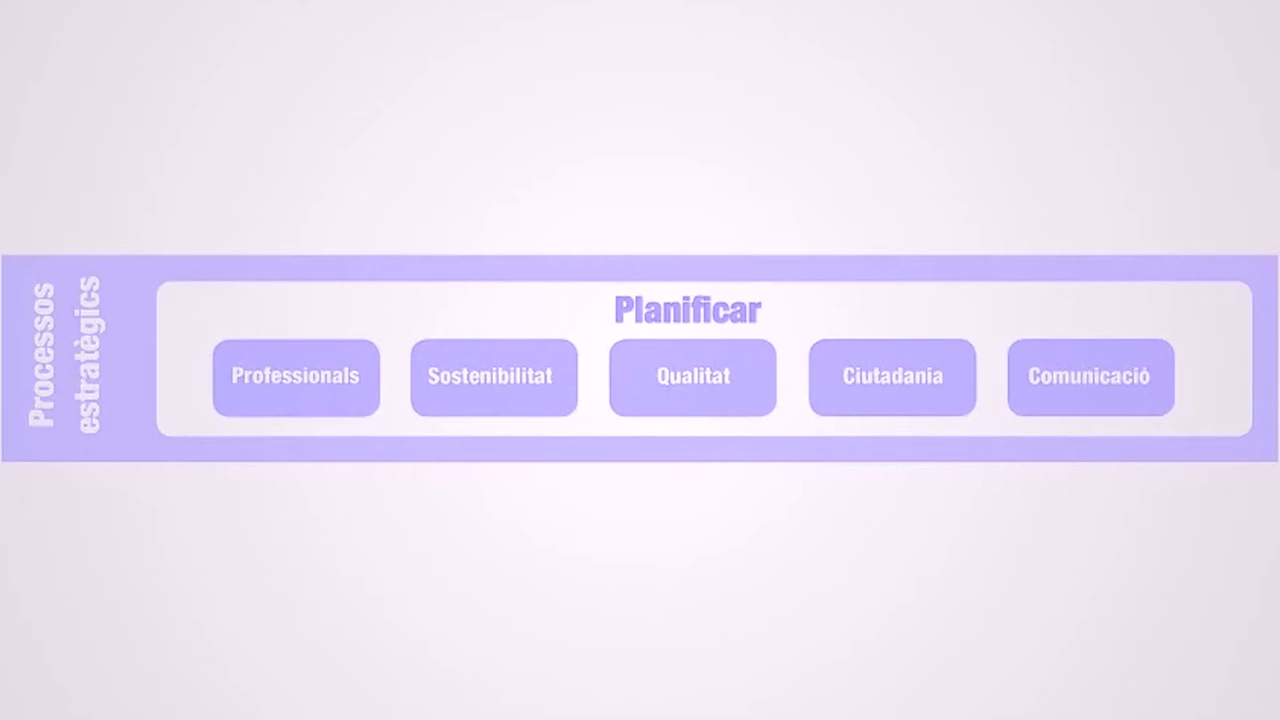 Processos
estratègics
Planificar
Professionals
Sostenibilitat
Qualitat
Ciutadania
Comunicació